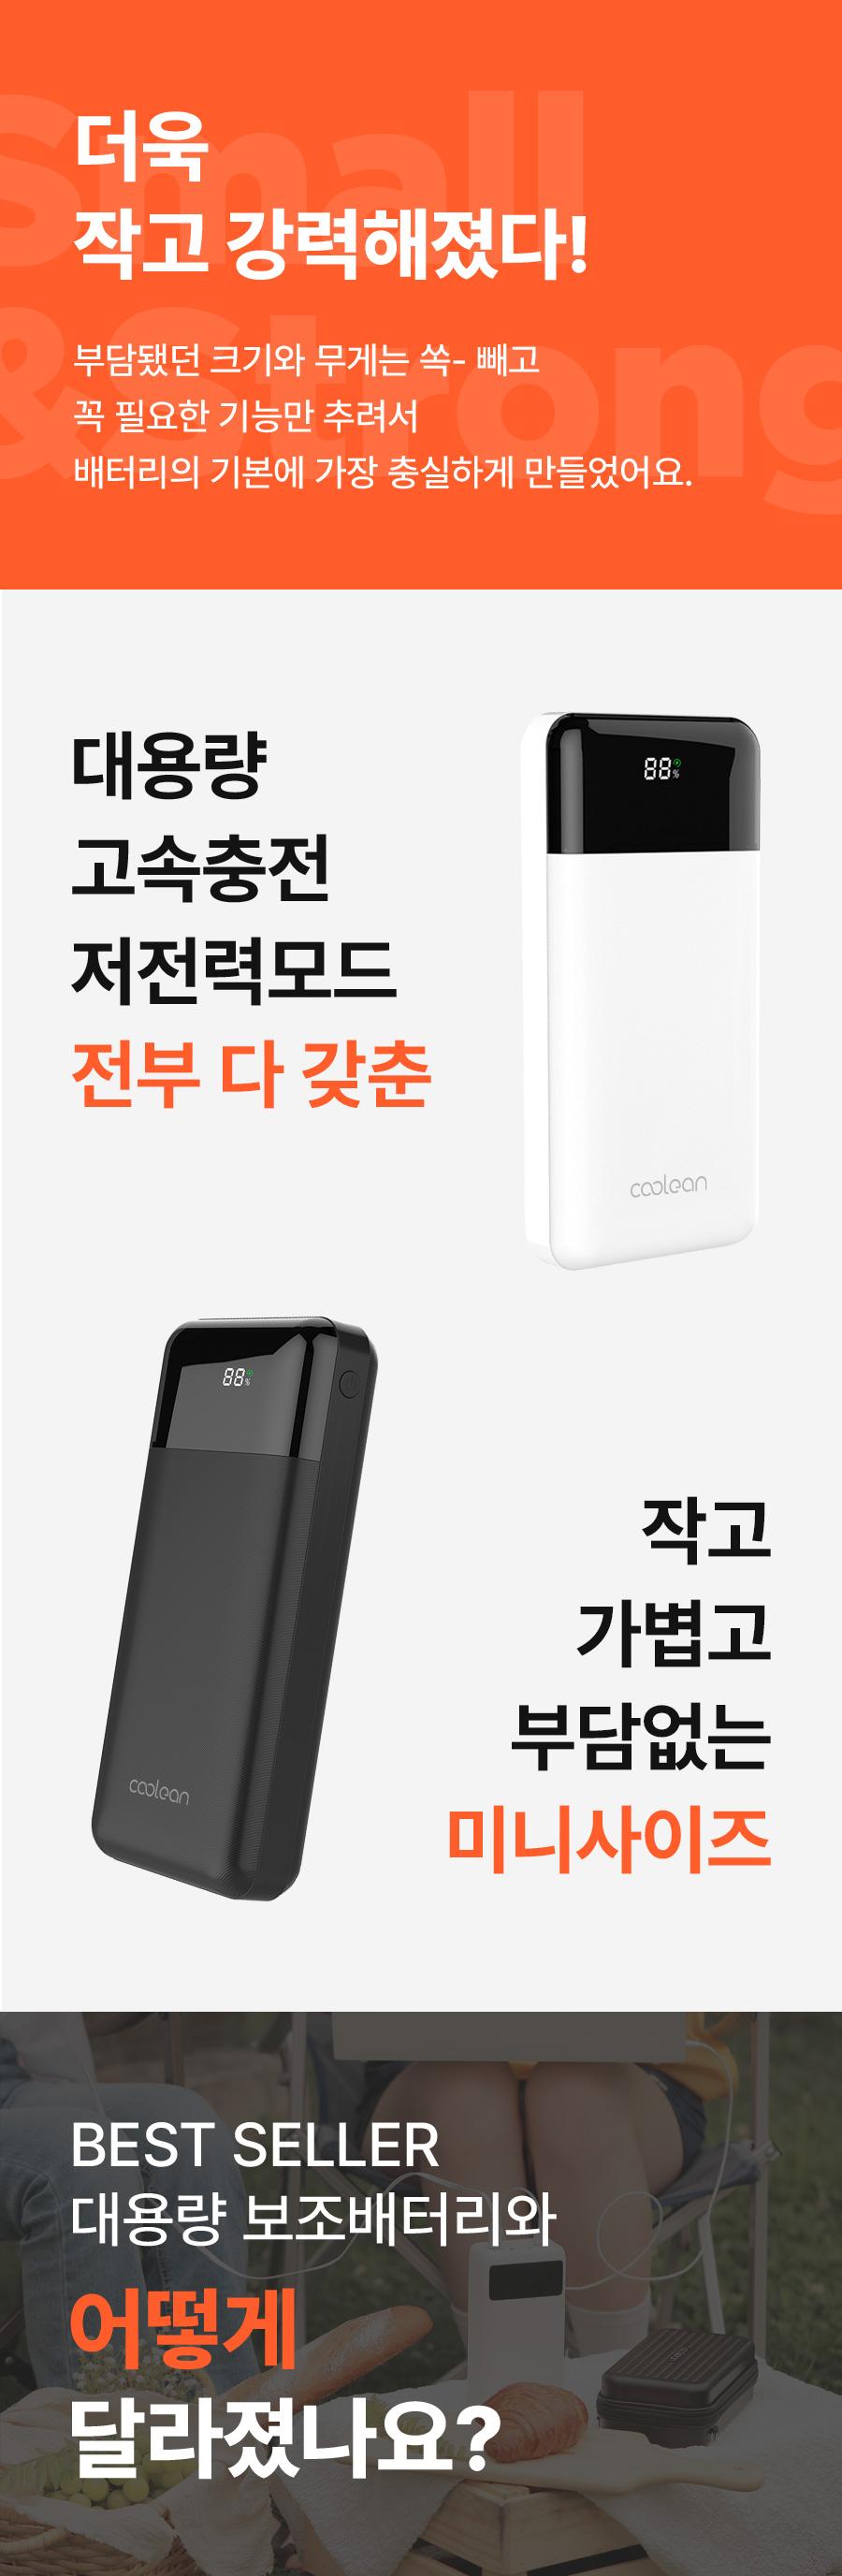 Small
& Strong
더욱
작고 강력해졌다!
부담됐던 크기와 무게는 쏙- 빼고
꼭 필요한 기능만 추려서
배터리의 기본에 가장 충실하게 만들었어요.
대용량
고속충전
저전력모드
전부 다 갖춘
88%
coolean
88%
coolean
작고
가볍고
부담없는
미니사이즈
BEST SELLER
대용량 보조배터리와
어떻게
달라졌나요?